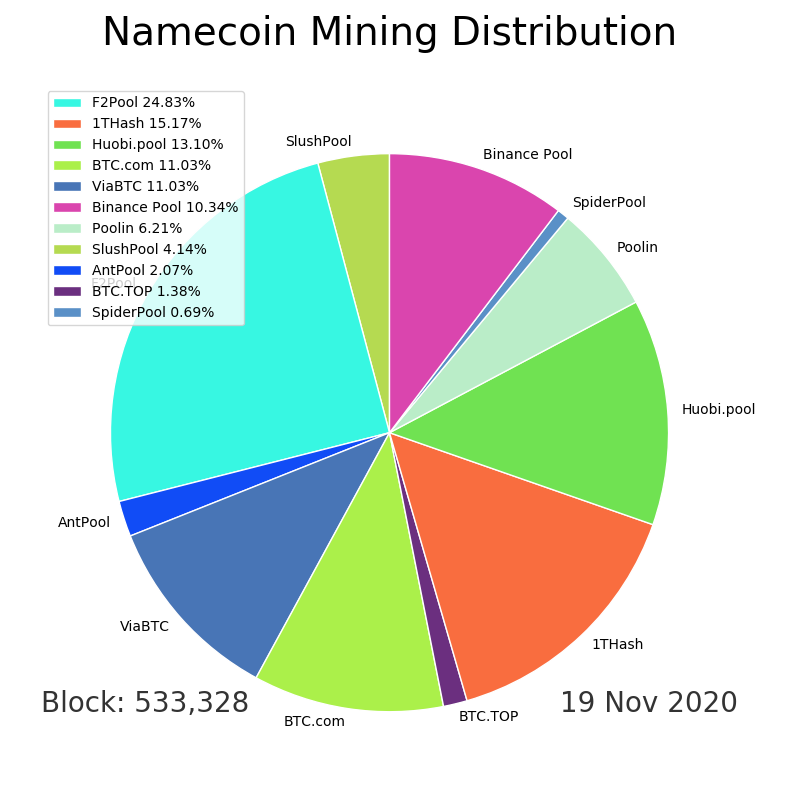 Namecoin Mining Distribution
F2Pool 24.83%
1THash 15.17%
Huobi.pool 13.10%
BTC.com 11.03%
ViaBTC 11.03%
Binance Pool 10.34%
Poolin 6.21%
SlushPool 4.14%
AntPool 2.07%
BTC.TOP 1.38%
SpiderPool 0.69%
SlushPool
Binance Pool
SpiderPool
Poolin
F2Pool
Huobi.pool
AntPool
ViaBTC
1THash
BTC.com
BTC.TOP
Block: 533,328
19 Nov 2020